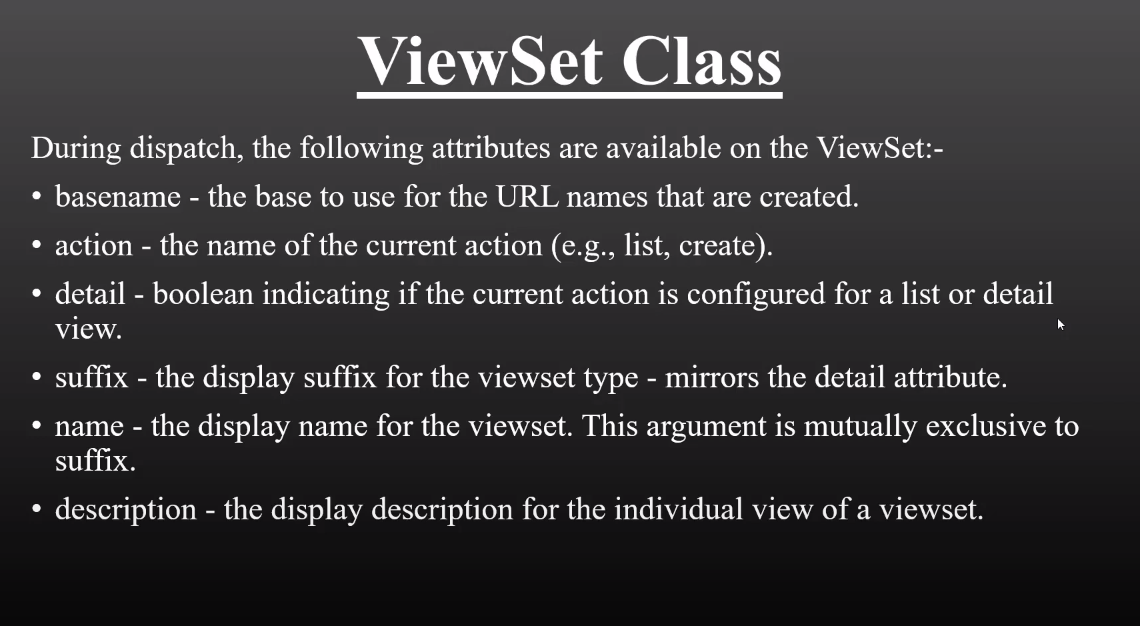 ViewSet Class
During dispatch, the following attributes are available on the ViewSet:-
• basename - the base to use for the URL names that are created.
• action - the name of the current action (e.g., list, create).
• detail - boolean indicating if the current action is configured for a list or detail
view.
• suffix - the display suffix for the viewset type - mirrors the detail attribute.
• name - the display name for the viewset. This argument is mutually exclusive to
suffix.
• description - the display description for the individual view of a viewset.